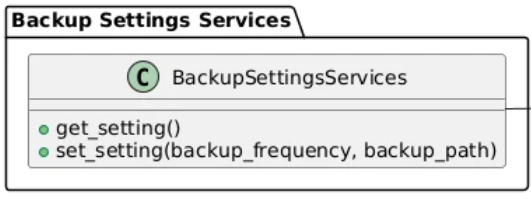 Backup Settings Services
C BackupSettingsServices
get_setting()
set_setting(backup_frequency, backup_path)